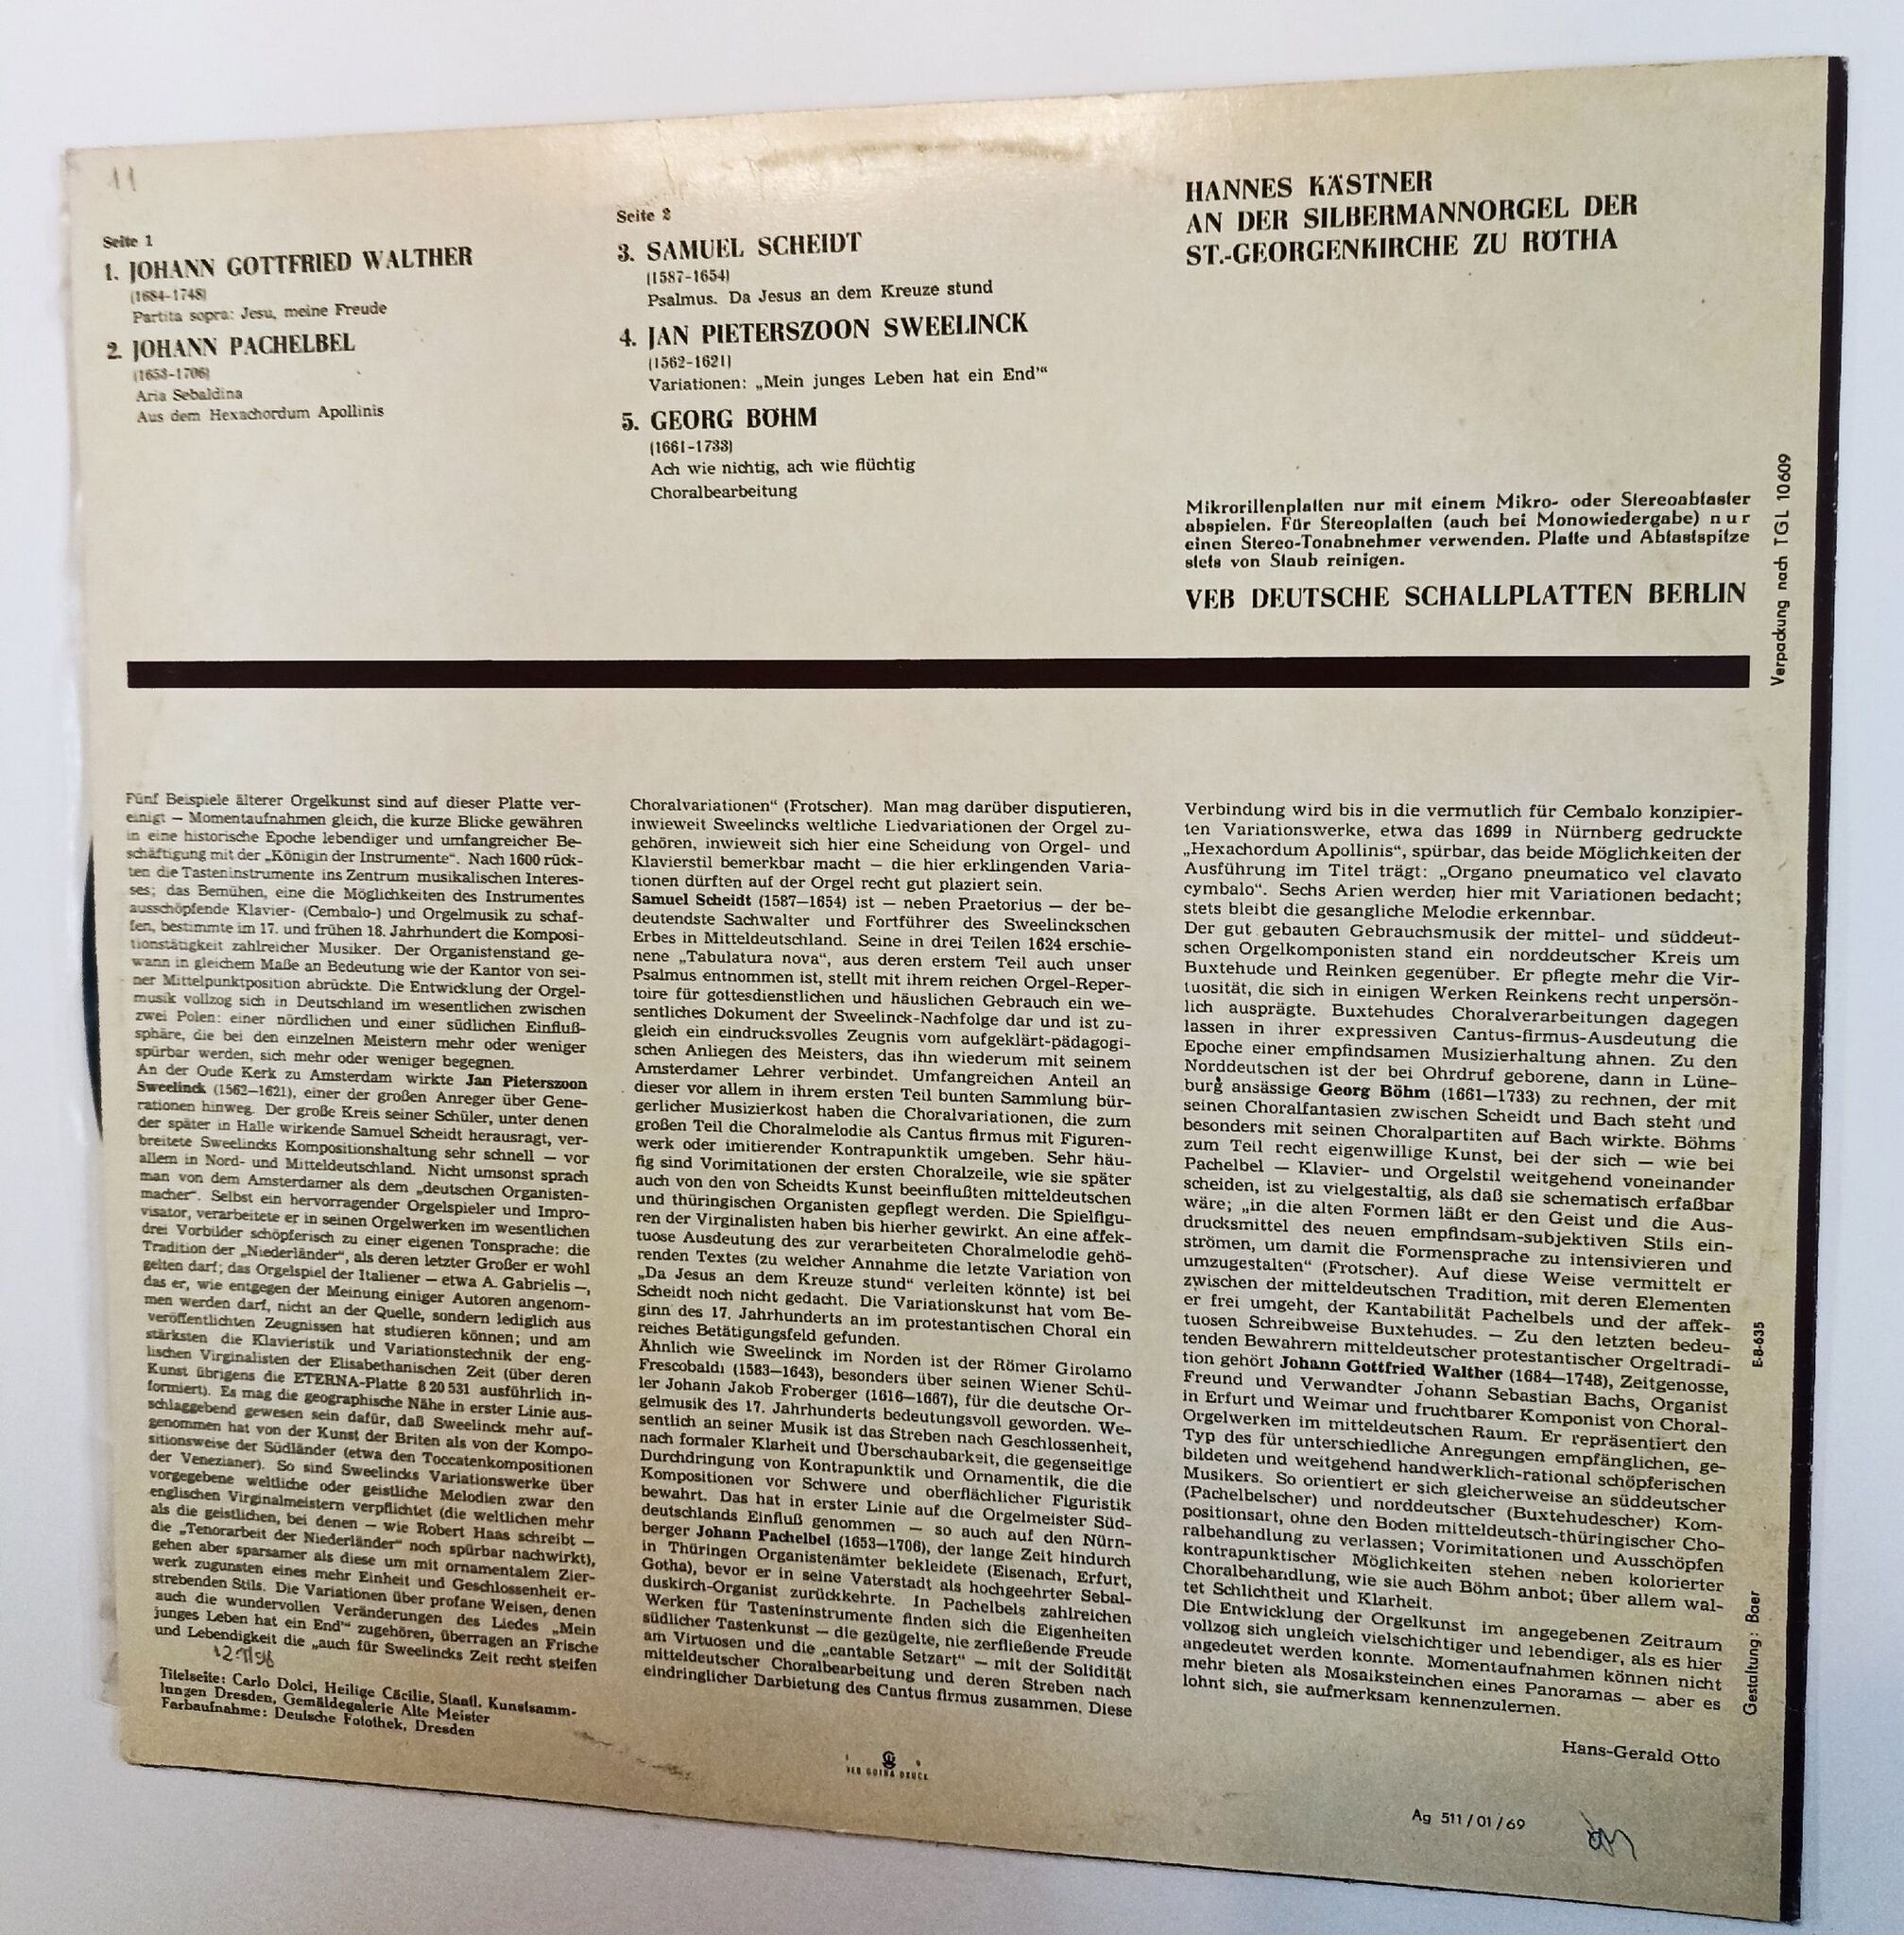 11
Seite 1
1. JOHANN GOTTFRIED WALTHER
(1684-1748)
Partita sopra: Jesu, meine Freude
2. JOHANN PACHELBEL
(1653-1706)
Aria Sebaldina
Aus dem Hexachordum Apollinis
Seite 2
3. SAMUEL SCHEIDT
(1587-1654)
Psalmus. Da Jesus an dem Kreuze stund
4. JAN PIETERSZOON SWEELINCK
(1562-1621)
Variationen: „Mein junges Leben hat ein End'“
5. GEORG BÖHM
(1661-1733)
Ach wie nichtig, ach wie flüchtig
Choralbearbeitung
HANNES KÄSTNER
AN DER SILBERMANNORGEL DER
ST.-GEORGENKIRCHE ZU RÖTHA
Mikrorillenplatten nur mit einem Mikro- oder Stereoabtaster
abspielen. Für Stereoplatten (auch bei Monowiedergabe) nur
einen Stereo-Tonabnehmer verwenden. Platte und Abtastspitze
stets von Staub reinigen.
VEB DEUTSCHE SCHALLPLATTEN BERLIN
Verpackung nach TGL 10609
Fünf Beispiele älterer Orgelkunst sind auf dieser Platte ver-
einigt — Momentaufnahmen gleich, die kurze Blicke gewähren
in eine historische Epoche lebendiger und umfangreicher Be-
schäftigung mit der „Königin der Instrumente“. Nach 1600 rück-
ten die Tasteninstrumente ins Zentrum musikalischen Interes-
ses; das Bemühen, eine die Möglichkeiten des Instrumentes
ausschöpfende Klavier- (Cembalo-) und Orgelmusik zu schaf-
fen, bestimmte im 17. und frühen 18. Jahrhundert die Komposi-
tionstätigkeit zahlreicher Musiker. Der Organistenstand ge-
wann in gleichem Maße an Bedeutung wie der Kantor von sei-
ner Mittelpunktposition abrückte. Die Entwicklung der Orgel-
musik vollzog sich in Deutschland im wesentlichen zwischen
zwei Polen: einer nördlichen und einer südlichen Einfluß-
sphäre, die bei den einzelnen Meistern mehr oder weniger
spürbar werden, sich mehr oder weniger begegnen.
An der Oude Kerk zu Amsterdam wirkte Jan Pieterszoon
Sweelinck (1562—1621), einer der großen Anreger über Gene-
rationen hinweg. Der große Kreis seiner Schüler, unter denen
der später in Halle wirkende Samuel Scheidt herausragt, ver-
breitete Sweelincks Kompositionshaltung sehr schnell — vor
allem in Nord- und Mitteldeutschland. Nicht umsonst sprach
man von dem Amsterdamer als dem „deutschen Organisten-
macher“. Selbst ein hervorragender Orgelspieler und Impro-
visator, verarbeitete er in seinen Orgelwerken im wesentlichen
drei Vorbilder schöpferisch zu einer eigenen Tonsprache: die
Tradition der „Niederländer“, als deren letzter Großer er wohl
gelten darf; das Orgelspiel der Italiener — etwa A. Gabrielis —,
das er, wie entgegen der Meinung einiger Autoren angenom-
men werden darf, nicht an der Quelle, sondern lediglich aus
veröffentlichten Zeugnissen hat studieren können; und am
stärksten die Klavieristik und Variationstechnik der eng-
lischen Virginalisten der Elisabethanischen Zeit (über deren
Kunst übrigens die ETERNA-Platte 8 20 531 ausführlich in-
formiert). Es mag die geographische Nähe in erster Linie aus-
schlaggebend gewesen sein dafür, daß Sweelinck mehr auf-
genommen hat von der Kunst der Briten als von der Kompo-
sitionsweise der Südländer (etwa den Toccatenkompositionen
der Venezianer). So sind Sweelincks Variationswerke über
vorgegebene weltliche oder geistliche Melodien zwar den
englischen Virginalmeistern verpflichtet (die weltlichen mehr
als die geistlichen, bei denen — wie Robert Haas schreibt —
die „Tenorarbeit der Niederländer“ noch spürbar nachwirkt),
gehen aber sparsamer als diese um mit ornamentalem Zier-
werk zugunsten eines mehr Einheit und Geschlossenheit er-
strebenden Stils. Die Variationen über profane Weisen, denen
auch die wundervollen Veränderungen des Liedes „Mein
junges Leben hat ein End'“ zugehören, überragen an Frische
und Lebendigkeit die „auch für Sweelincks Zeit recht steifen
Titelseite: Carlo Dolci, Heilige Cäcilie, Staatl. Kunstsamm-
lungen Dresden, Gemäldegalerie Alte Meister
Farbaufnahme: Deutsche Fotothek, Dresden
Choralvariationen“ (Frotscher). Man mag darüber disputieren,
inwieweit Sweelincks weltliche Liedvariationen der Orgel zu-
gehören, inwieweit sich hier eine Scheidung von Orgel- und
Klavierstil bemerkbar macht — die hier erklingenden Varia-
tionen dürften auf der Orgel recht gut plaziert sein.
Samuel Scheidt (1587—1654) ist — neben Praetorius — der be-
deutendste Sachwalter und Fortführer des Sweelinckschen
Erbes in Mitteldeutschland. Seine in drei Teilen 1624 erschie-
nene „Tabulatura nova“, aus deren erstem Teil auch unser
Psalmus entnommen ist, stellt mit ihrem reichen Orgel-Reper-
toire für gottesdienstlichen und häuslichen Gebrauch ein we-
sentliches Dokument der Sweelinck-Nachfolge dar und ist zu-
gleich ein eindrucksvolles Zeugnis vom aufgeklärt-pädagogi-
schen Anliegen des Meisters, das ihn wiederum mit seinem
Amsterdamer Lehrer verbindet. Umfangreichen Anteil an
dieser vor allem in ihrem ersten Teil bunten Sammlung bür-
gerlicher Musizierkost haben die Choralvariationen, die zum
großen Teil die Choralmelodie als Cantus firmus mit Figuren-
werk oder imitierender Kontrapunktik umgeben. Sehr häu-
fig sind Vorimitationen der ersten Choralzeile, wie sie später
auch von den von Scheidts Kunst beeinflußten mitteldeutschen
und thüringischen Organisten gepflegt werden. Die Spielfigu-
ren der Virginalisten haben bis hierher gewirkt. An eine affek-
tuose Ausdeutung des zur verarbeiteten Choralmelodie gehö-
renden Textes (zu welcher Annahme die letzte Variation von
„Da Jesus an dem Kreuze stund“ verleiten könnte) ist bei
Scheidt noch nicht gedacht. Die Variationskunst hat vom Be-
ginn des 17. Jahrhunderts an im protestantischen Choral ein
reiches Betätigungsfeld gefunden.
Ähnlich wie Sweelinck im Norden ist der Römer Girolamo
Frescobaldi (1583—1643), besonders über seinen Wiener Schü-
ler Johann Jakob Froberger (1616—1667), für die deutsche Or-
gelmusik des 17. Jahrhunderts bedeutungsvoll geworden. We-
sentlich an seiner Musik ist das Streben nach Geschlossenheit,
nach formaler Klarheit und Überschaubarkeit, die gegenseitige
Durchdringung von Kontrapunktik und Ornamentik, die die
Kompositionen vor Schwere und oberflächlicher Figuristik
bewahrt. Das hat in erster Linie auf die Orgelmeister Süd-
deutschlands Einfluß genommen — so auch auf den Nürn-
berger Johann Pachelbel (1653—1706), der lange Zeit hindurch
in Thüringen Organistenämter bekleidete (Eisenach, Erfurt,
Gotha), bevor er in seine Vaterstadt als hochgeehrter Sebal-
duskirch-Organist zurückkehrte. In Pachelbels zahlreichen
Werken für Tasteninstrumente finden sich die Eigenheiten
südlicher Tastenkunst — die gezügelte, nie zerfließende Freude
am Virtuosen und die „cantable Setzart“ — mit der Solidität
mitteldeutscher Choralbearbeitung und deren Streben nach
eindringlicher Darbietung des Cantus firmus zusammen. Diese
VEB GOTHA DRUCK
Verbindung wird bis in die vermutlich für Cembalo konzipier-
ten Variationswerke, etwa das 1699 in Nürnberg gedruckte
„Hexachordum Apollinis“, spürbar, das beide Möglichkeiten der
Ausführung im Titel trägt: „Organo pneumatico vel clavato
cymbalo“. Sechs Arien werden hier mit Variationen bedacht;
stets bleibt die gesangliche Melodie erkennbar.
Der gut gebauten Gebrauchsmusik der mittel- und süddeut-
schen Orgelkomponisten stand ein norddeutscher Kreis um
Buxtehude und Reinken gegenüber. Er pflegte mehr die Vir-
tuosität, die sich in einigen Werken Reinkens recht unpersön-
lich ausprägte. Buxtehudes Choralverarbeitungen dagegen
lassen in ihrer expressiven Cantus-firmus-Ausdeutung die
Epoche einer empfindsamen Musizierhaltung ahnen. Zu den
Norddeutschen ist der bei Ohrdruf geborene, dann in Lüne-
burg ansässige Georg Böhm (1661—1733) zu rechnen, der mit
seinen Choralfantasien zwischen Scheidt und Bach steht und
besonders mit seinen Choralpartiten auf Bach wirkte. Böhms
zum Teil recht eigenwillige Kunst, bei der sich — wie bei
Pachelbel — Klavier- und Orgelstil weitgehend voneinander
scheiden, ist zu vielgestaltig, als daß sie schematisch erfaßbar
wäre; „in die alten Formen läßt er den Geist und die Aus-
drucksmittel des neuen empfindsam-subjektiven Stils ein-
strömen, um damit die Formensprache zu intensivieren und
umzugestalten“ (Frotscher). Auf diese Weise vermittelt er
zwischen der mitteldeutschen Tradition, mit deren Elementen
er frei umgeht, der Kantabilität Pachelbels und der affek-
tuosen Schreibweise Buxtehudes. — Zu den letzten bedeu-
tenden Bewahrern mitteldeutscher protestantischer Orgeltradi-
tion gehört Johann Gottfried Walther (1684—1748), Zeitgenosse,
Freund und Verwandter Johann Sebastian Bachs, Organist
in Erfurt und Weimar und fruchtbarer Komponist von Choral-
Orgelwerken im mitteldeutschen Raum. Er repräsentiert den
Typ des für unterschiedliche Anregungen empfänglichen, ge-
bildeten und weitgehend handwerklich-rational schöpferischen
Musikers. So orientiert er sich gleicherweise an süddeutscher
(Pachelbelscher) und norddeutscher (Buxtehudescher) Kom-
positionsart, ohne den Boden mitteldeutsch-thüringischer Cho-
ralbehandlung zu verlassen; Vorimitationen und Ausschöpfen
kontrapunktischer Möglichkeiten stehen neben kolorierter
Choralbehandlung, wie sie auch Böhm anbot; über allem wal-
tet Schlichtheit und Klarheit.
Die Entwicklung der Orgelkunst im angegebenen Zeitraum
vollzog sich ungleich vielschichtiger und lebendiger, als es hier
angedeutet werden konnte. Momentaufnahmen können nicht
mehr bieten als Mosaiksteinchen eines Panoramas — aber es
lohnt sich, sie aufmerksam kennenzulernen.
Hans-Gerald Otto
E-8-635
Gestaltung: Baer
Ag 511/01/69